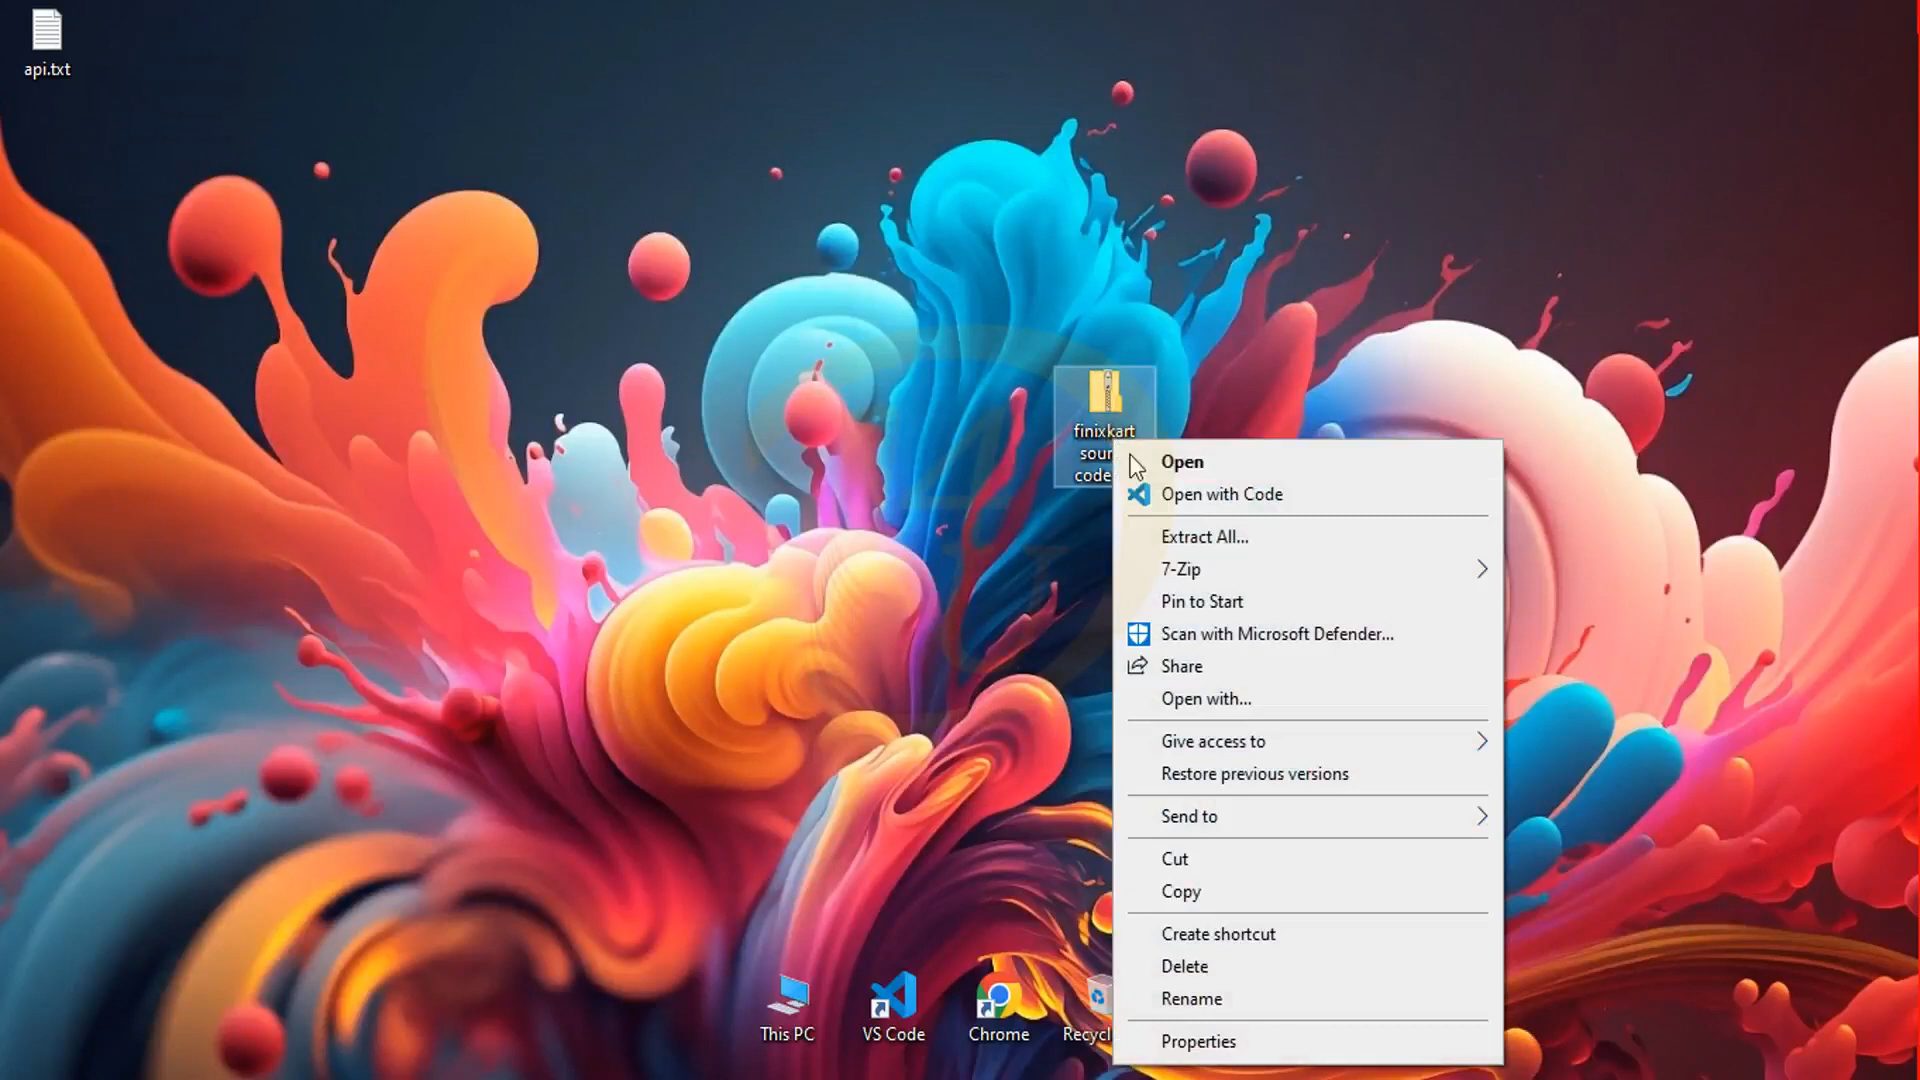 api.txt
finixkart
code
Open
Open with Code
Extract All...
7-Zip
Pin to Start
Scan with Microsoft Defender...
Share
Open with...
Give access to
Restore previous versions
Send to
Cut
Copy
Create shortcut
Delete
Rename
Properties
This PC
VS Code
Chrome